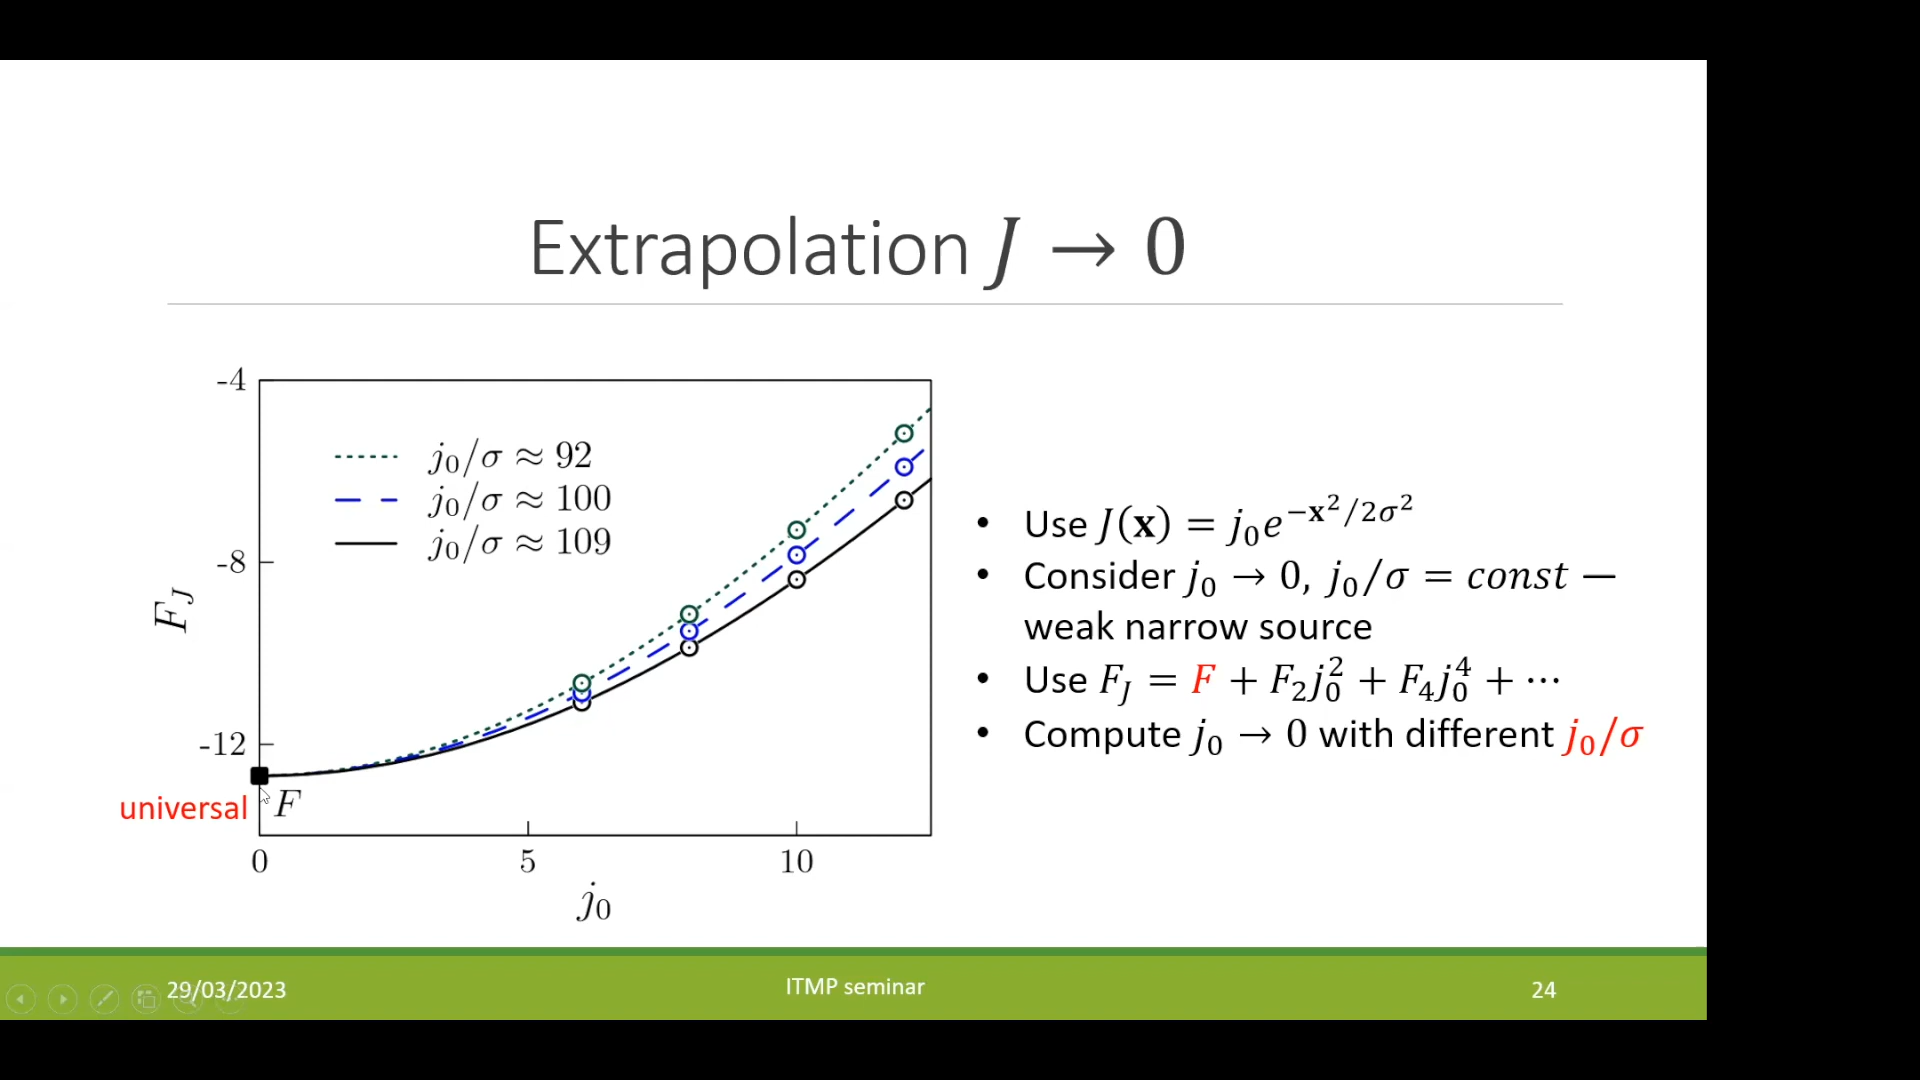 Extrapolation J → 0
-4
j₀/σ ≈ 92
j₀/σ ≈ 100
j₀/σ ≈ 109
-8
F_J
-12
universal
F
0
5
10
j₀
• Use J(𝐱) = j₀e^{−𝐱²/2σ²}
• Consider j₀ → 0, j₀/σ = const —
weak narrow source
• Use F_J = F + F₂j₀² + F₄j₀⁴ + ⋯
• Compute j₀ → 0 with different j₀/σ
29/03/2023
ITMP seminar
24